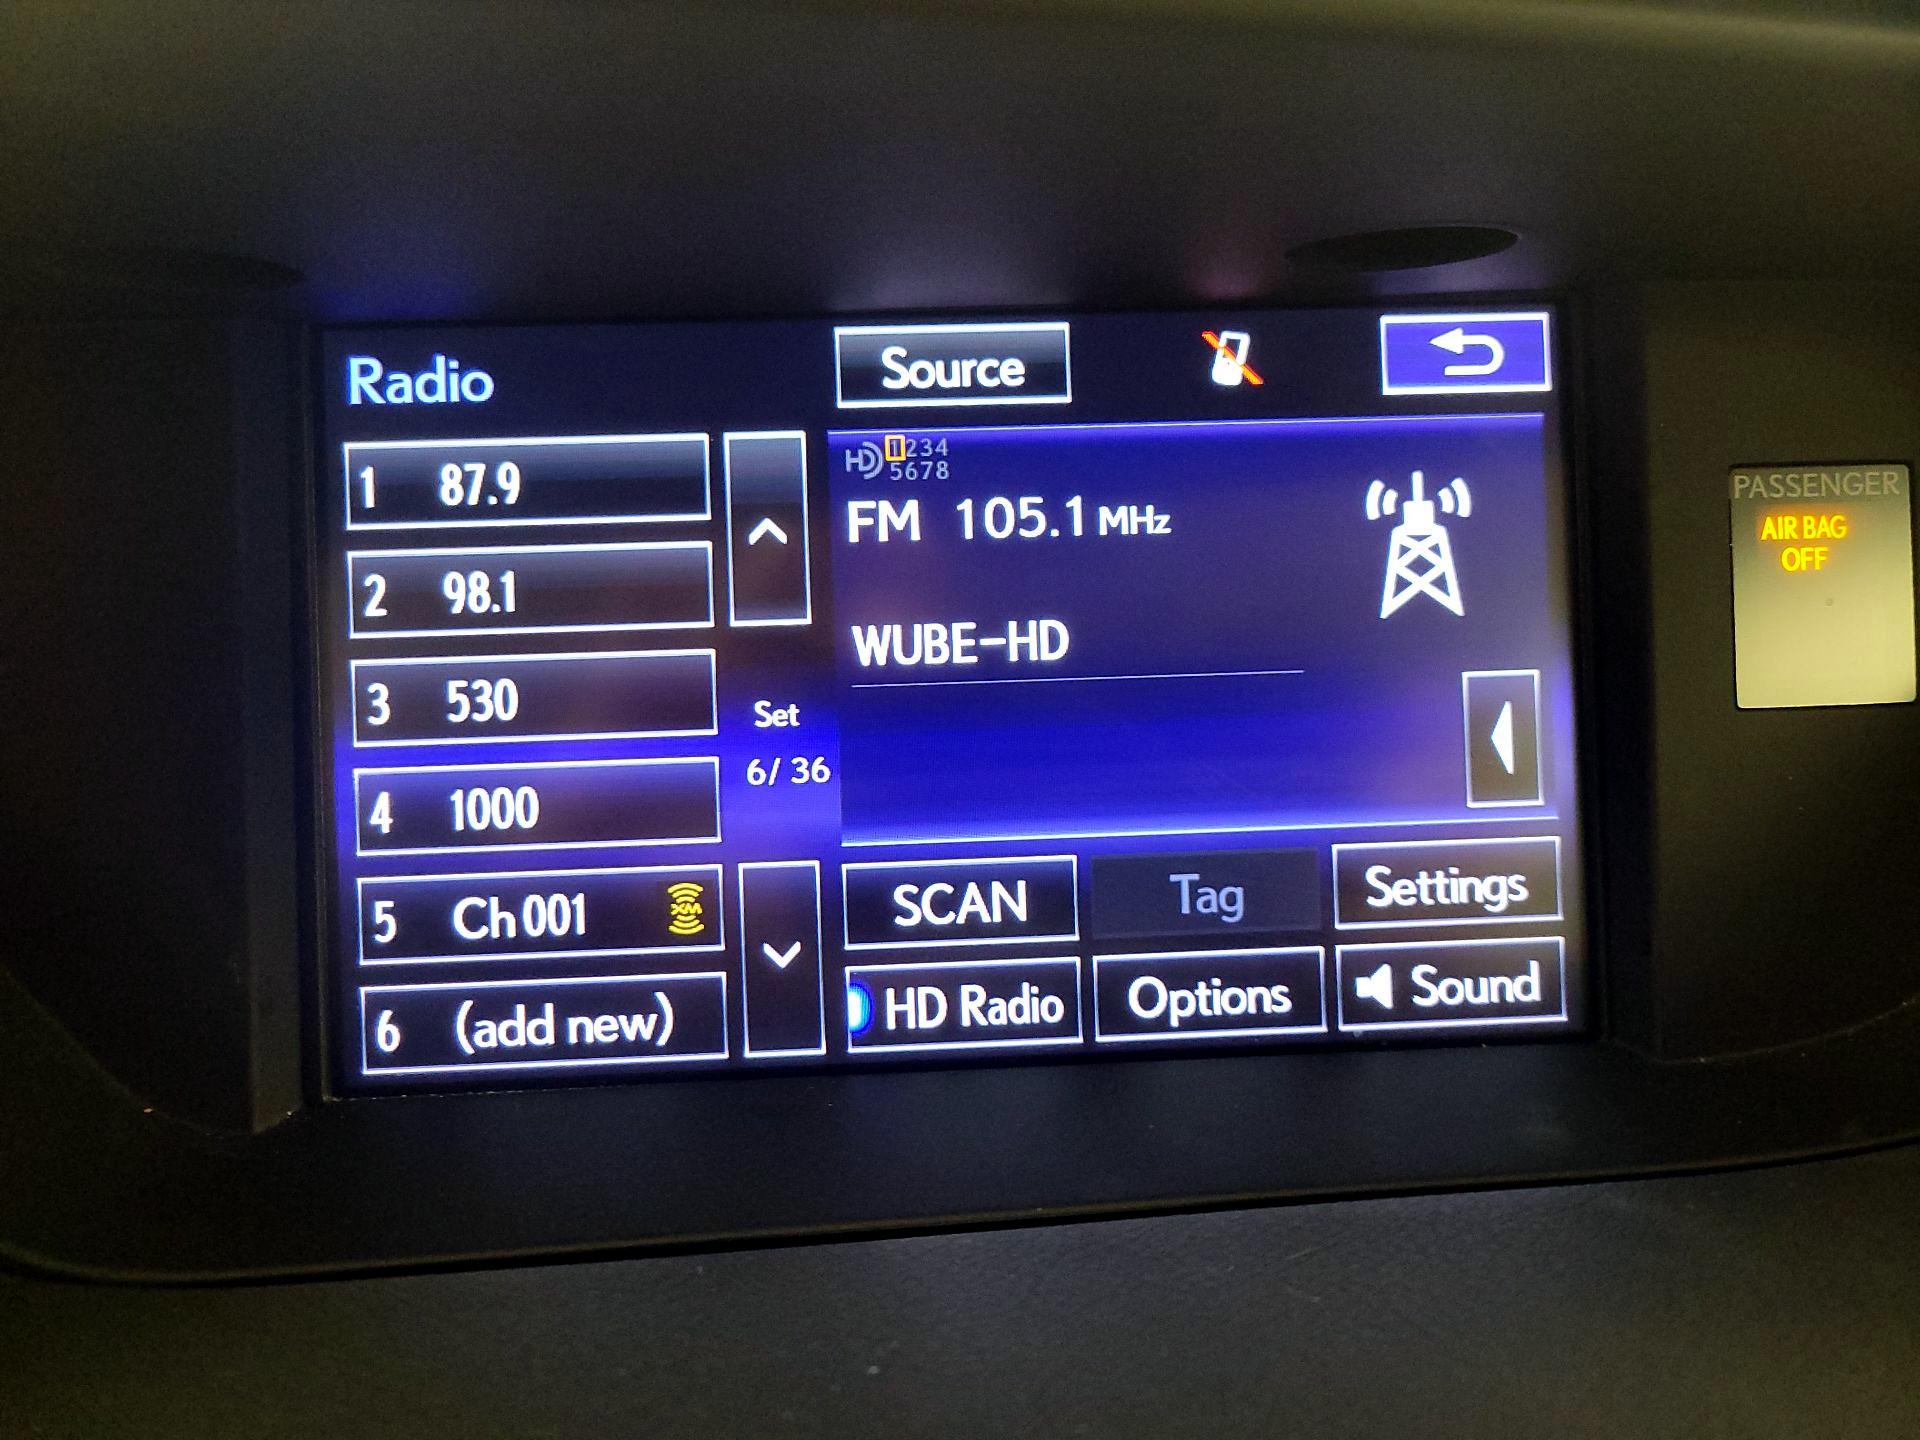 Radio
Source
1 87.9
2 98.1
3 530
4 1000
5 Ch 001 XM
6 (add new)
Set
6/ 36
HD 1234
5678
FM 105.1 MHz
WUBE-HD
SCAN
Tag
Settings
HD Radio
Options
Sound
PASSENGER
AIR BAG
OFF